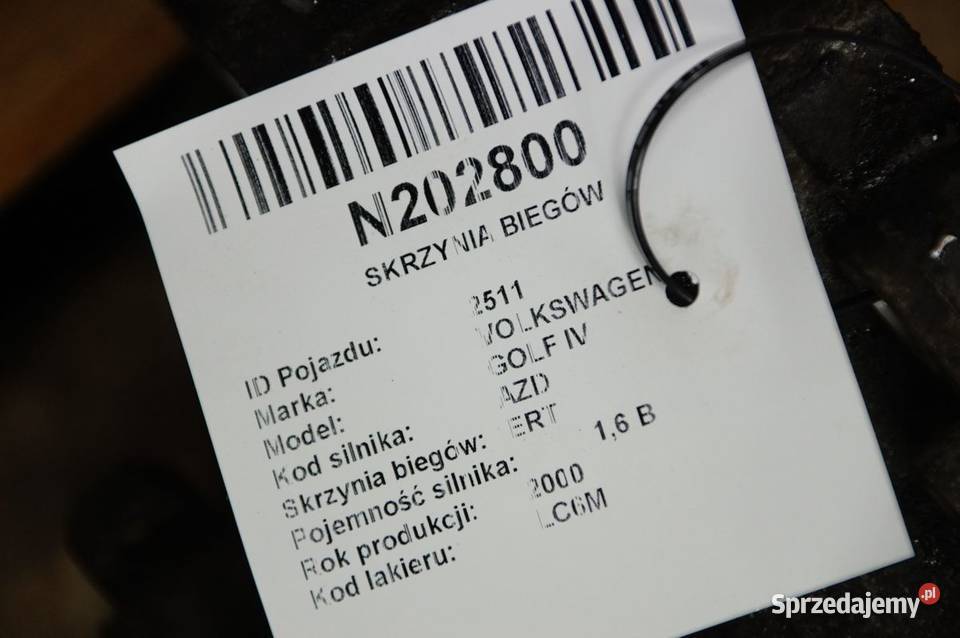 N202800
SKRZYNIA BIEGÓW
ID Pojazdu: 2511
Marka: VOLKSWAGEN
Model: GOLF IV
Kod silnika: AZD
Skrzynia biegów: ERT
Pojemność silnika: 1,6 B
Rok produkcji: 2000
Kod lakieru: LC6M
Sprzedajemy.pl